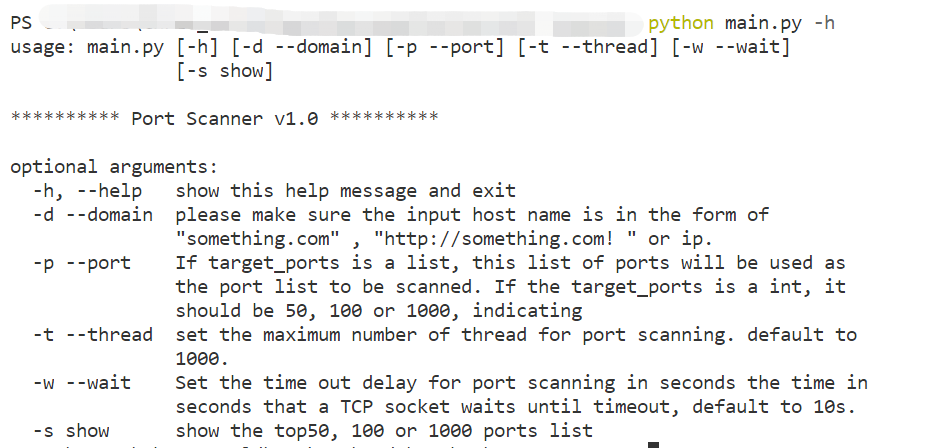 PS python main.py -h
usage: main.py [-h] [-d --domain] [-p --port] [-t --thread] [-w --wait]
[-s show]
********** Port Scanner v1.0 **********
optional arguments:
-h, --help show this help message and exit
-d --domain please make sure the input host name is in the form of
"something.com" , "http://something.com! " or ip.
-p --port If target_ports is a list, this list of ports will be used as
the port list to be scanned. If the target_ports is a int, it
should be 50, 100 or 1000, indicating
-t --thread set the maximum number of thread for port scanning. default to
1000.
-w --wait Set the time out delay for port scanning in seconds the time in
seconds that a TCP socket waits until timeout, default to 10s.
-s show show the top50, 100 or 1000 ports list